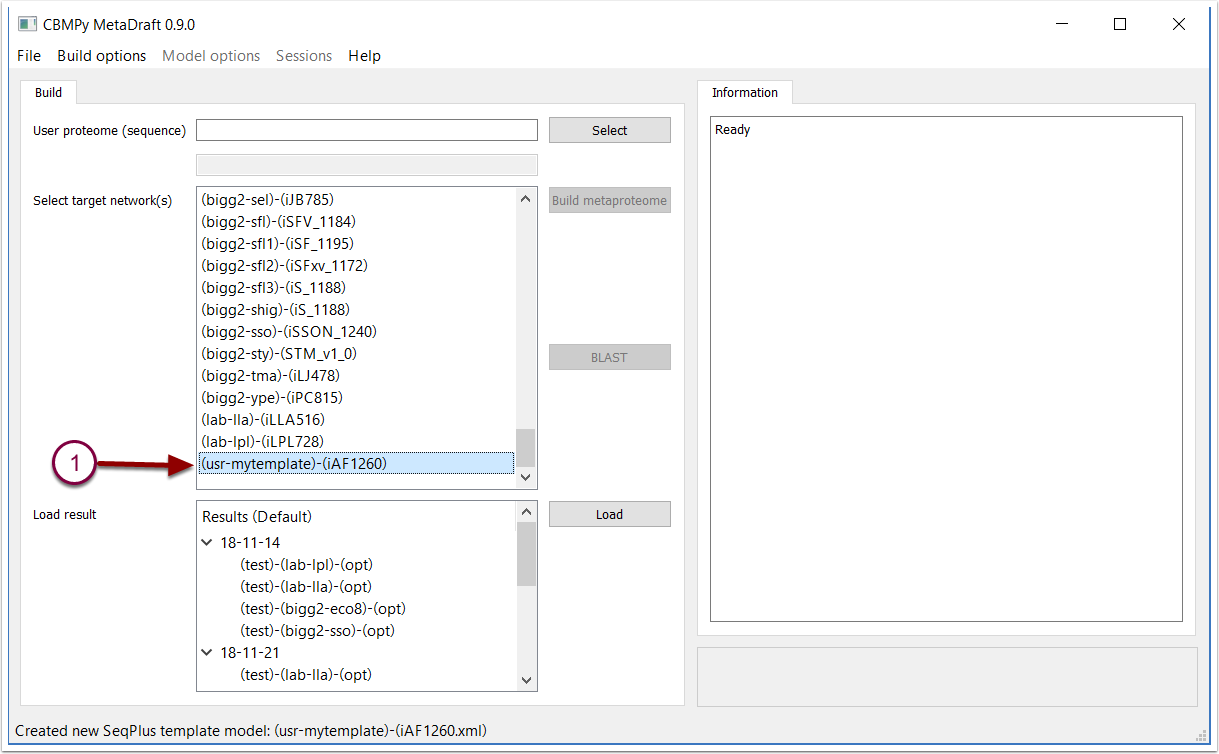 CBMPy MetaDraft 0.9.0
File Build options Model options Sessions Help
Build
Information
User proteome (sequence)
Select
Ready
Select target network(s)
(bigg2-sel)-(iJB785)
Build metaproteome
(bigg2-sfl)-(iSFV_1184)
(bigg2-sfl1)-(iSF_1195)
(bigg2-sfl2)-(iSFxv_1172)
(bigg2-sfl3)-(iS_1188)
(bigg2-shig)-(iS_1188)
(bigg2-sso)-(iSSON_1240)
(bigg2-sty)-(STM_v1_0)
BLAST
(bigg2-tma)-(iLJ478)
(bigg2-ype)-(iPC815)
(lab-lla)-(iLLA516)
(lab-lpl)-(iLPL728)
1
(usr-mytemplate)-(iAF1260)
Load result
Results (Default)
Load
18-11-14
(test)-(lab-lpl)-(opt)
(test)-(lab-lla)-(opt)
(test)-(bigg2-eco8)-(opt)
(test)-(bigg2-sso)-(opt)
18-11-21
(test)-(lab-lla)-(opt)
Created new SeqPlus template model: (usr-mytemplate)-(iAF1260.xml)